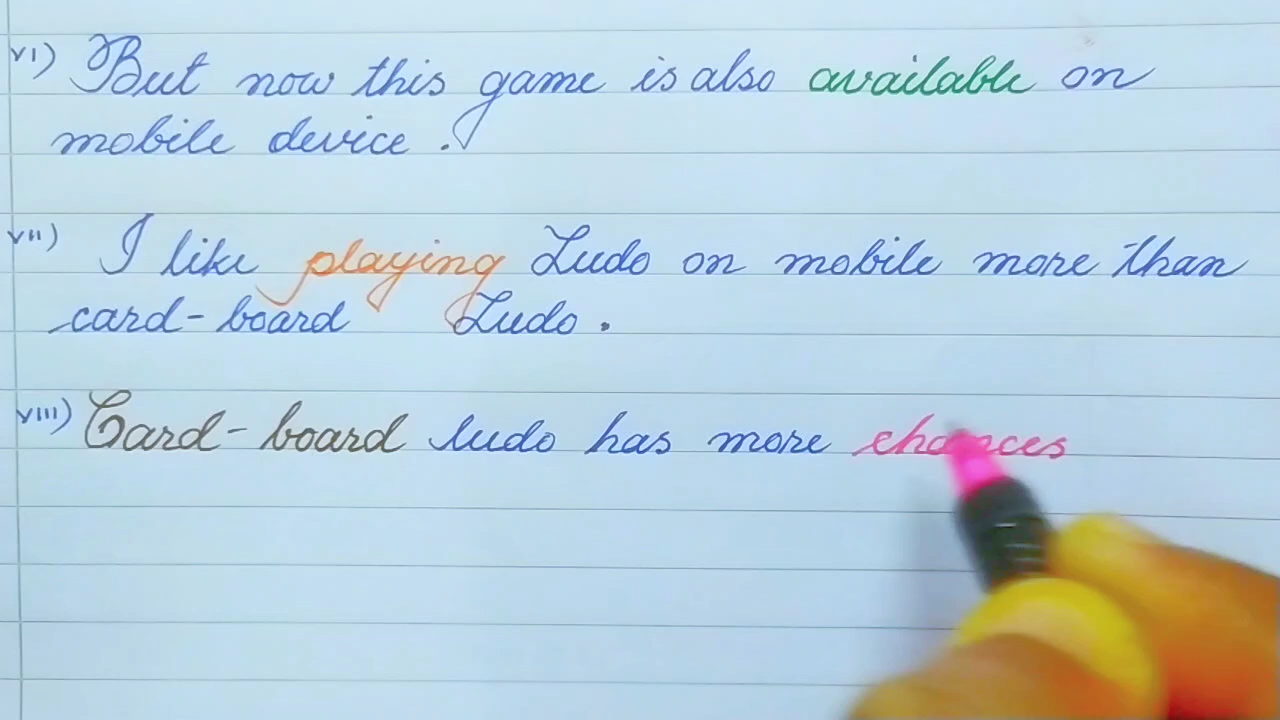 vi) But now this game is also available on
mobile device .
vii) I like playing Ludo on mobile more than
card-board Ludo .
viii) Card-board ludo has more chances